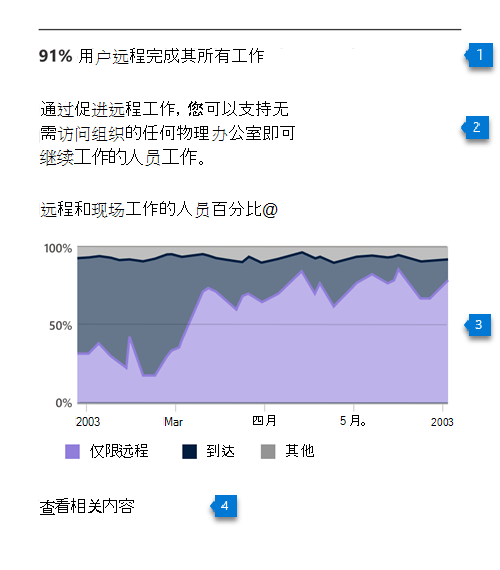 91% 用户远程完成其所有工作
1
通过促进远程工作，您可以支持无
需访问组织的任何物理办公室即可
继续工作的人员工作。
2
远程和现场工作的人员百分比@
100%
50%
0%
3
2003 Mar 四月 5 月。 2003
仅限远程 到达 其他
查看相关内容
4